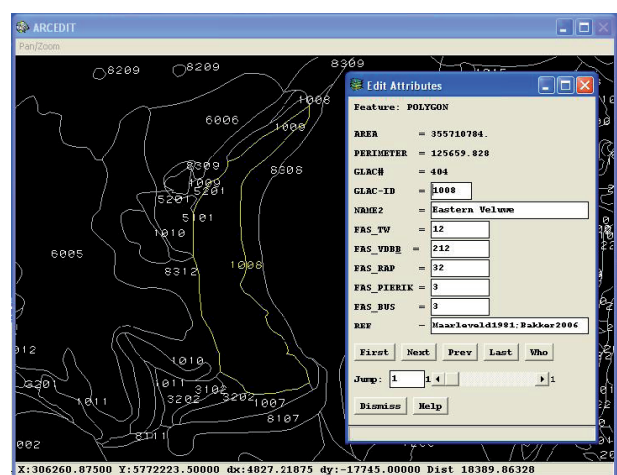 ARCEDIT
Pan/Zoom
8209
8209
8309
1008
6006
1008
8309
1009
5201
5201
8308
5101
1010
6005
1008
8312
1010
1011
3102
3202
3202
1007
8201
1011
8107
8111
Edit Attributes
Feature: POLYGON
AREA = 355710784.
PERIMETER = 125659.828
GLAC# = 404
GLAC-ID = 1008
NAME2 = Eastern Veluwe
FAS_TW = 12
FAS_VDBB = 212
FAS_RAP = 32
FAS_PIERIK = 3
FAS_BUS = 3
REF = Maarleveld1981;Bakker2006
First Next Prev Last Who
Jump: 1 1 1
Dismiss Help
X:306260.87500 Y:5772223.50000 dx:4827.21875 dy:-17745.00000 Dist 18389.86328